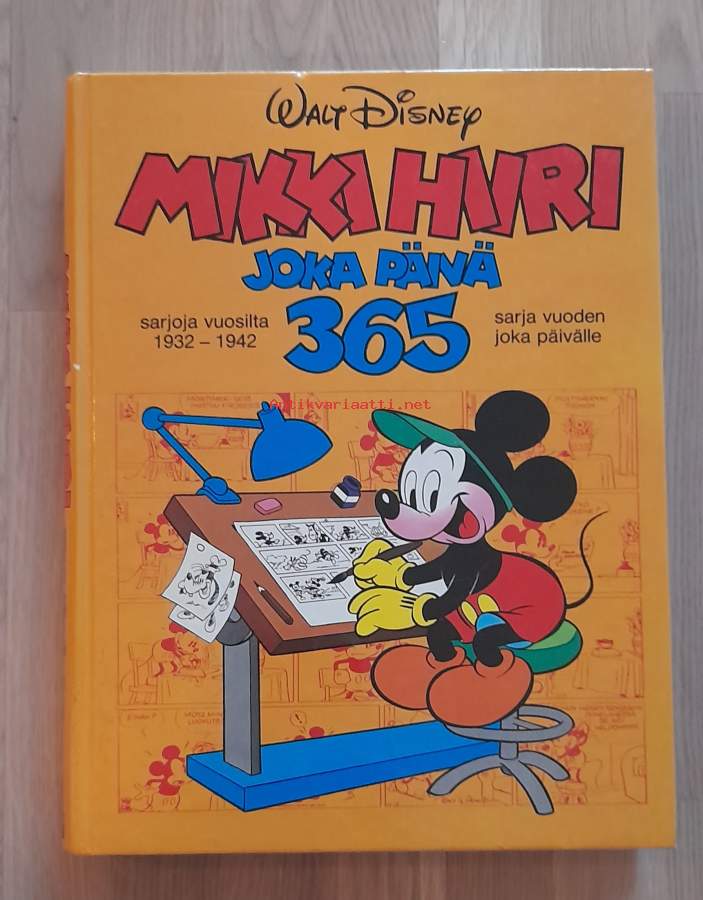 WALT DISNEY
MIKKI HIIRI
JOKA PÄIVÄ
sarjoja vuosilta
1932 – 1942
365
sarja vuoden
joka päivälle
Antikvariaatti.net